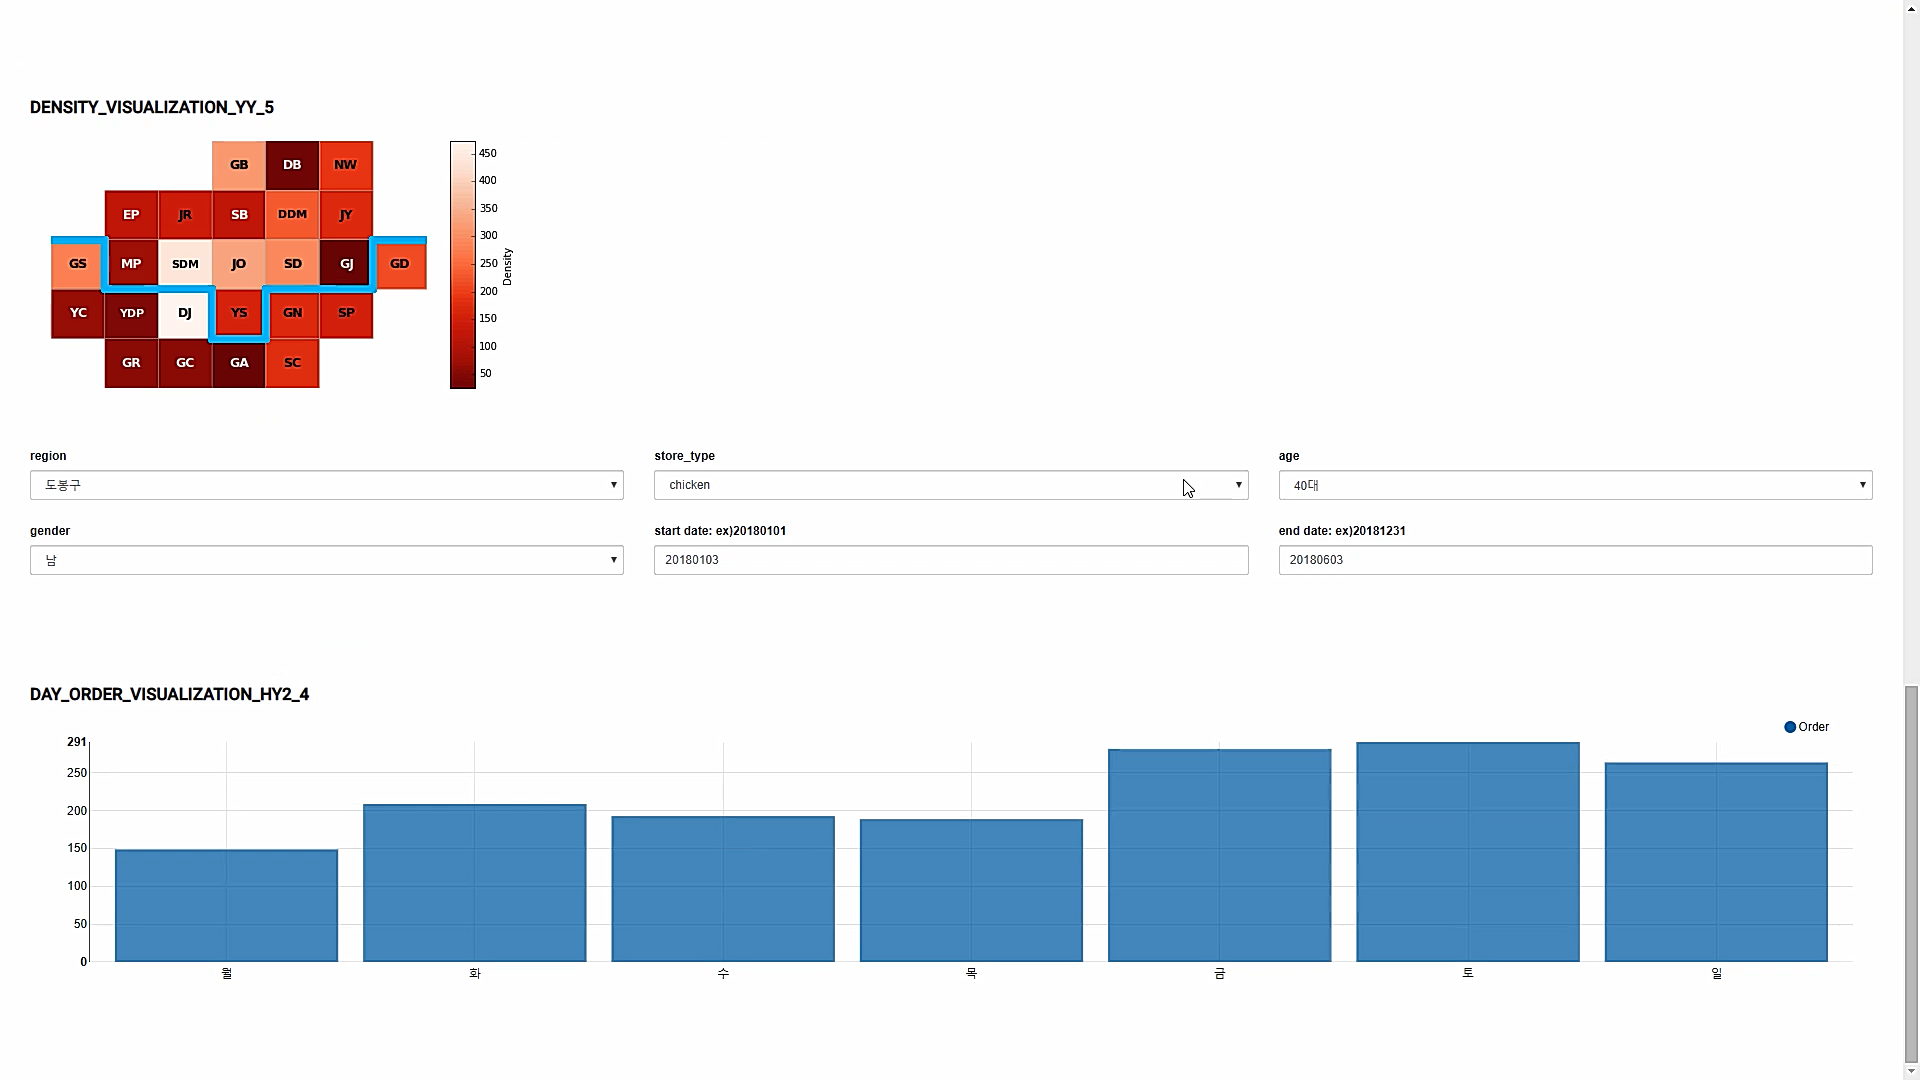 DENSITY_VISUALIZATION_YY_5
GB DB NW
EP JR SB DDM JY
GS MP SDM JO SD GJ GD
YC YDP DJ YS GN SP
GR GC GA SC
450
400
350
300
250
200
150
100
50
Density
region
도봉구
store_type
chicken
age
40대
gender
남
start date: ex)20180101
20180103
end date: ex)20181231
20180603
DAY_ORDER_VISUALIZATION_HY2_4
Order
291
250
200
150
100
50
0
월 화 수 목 금 토 일